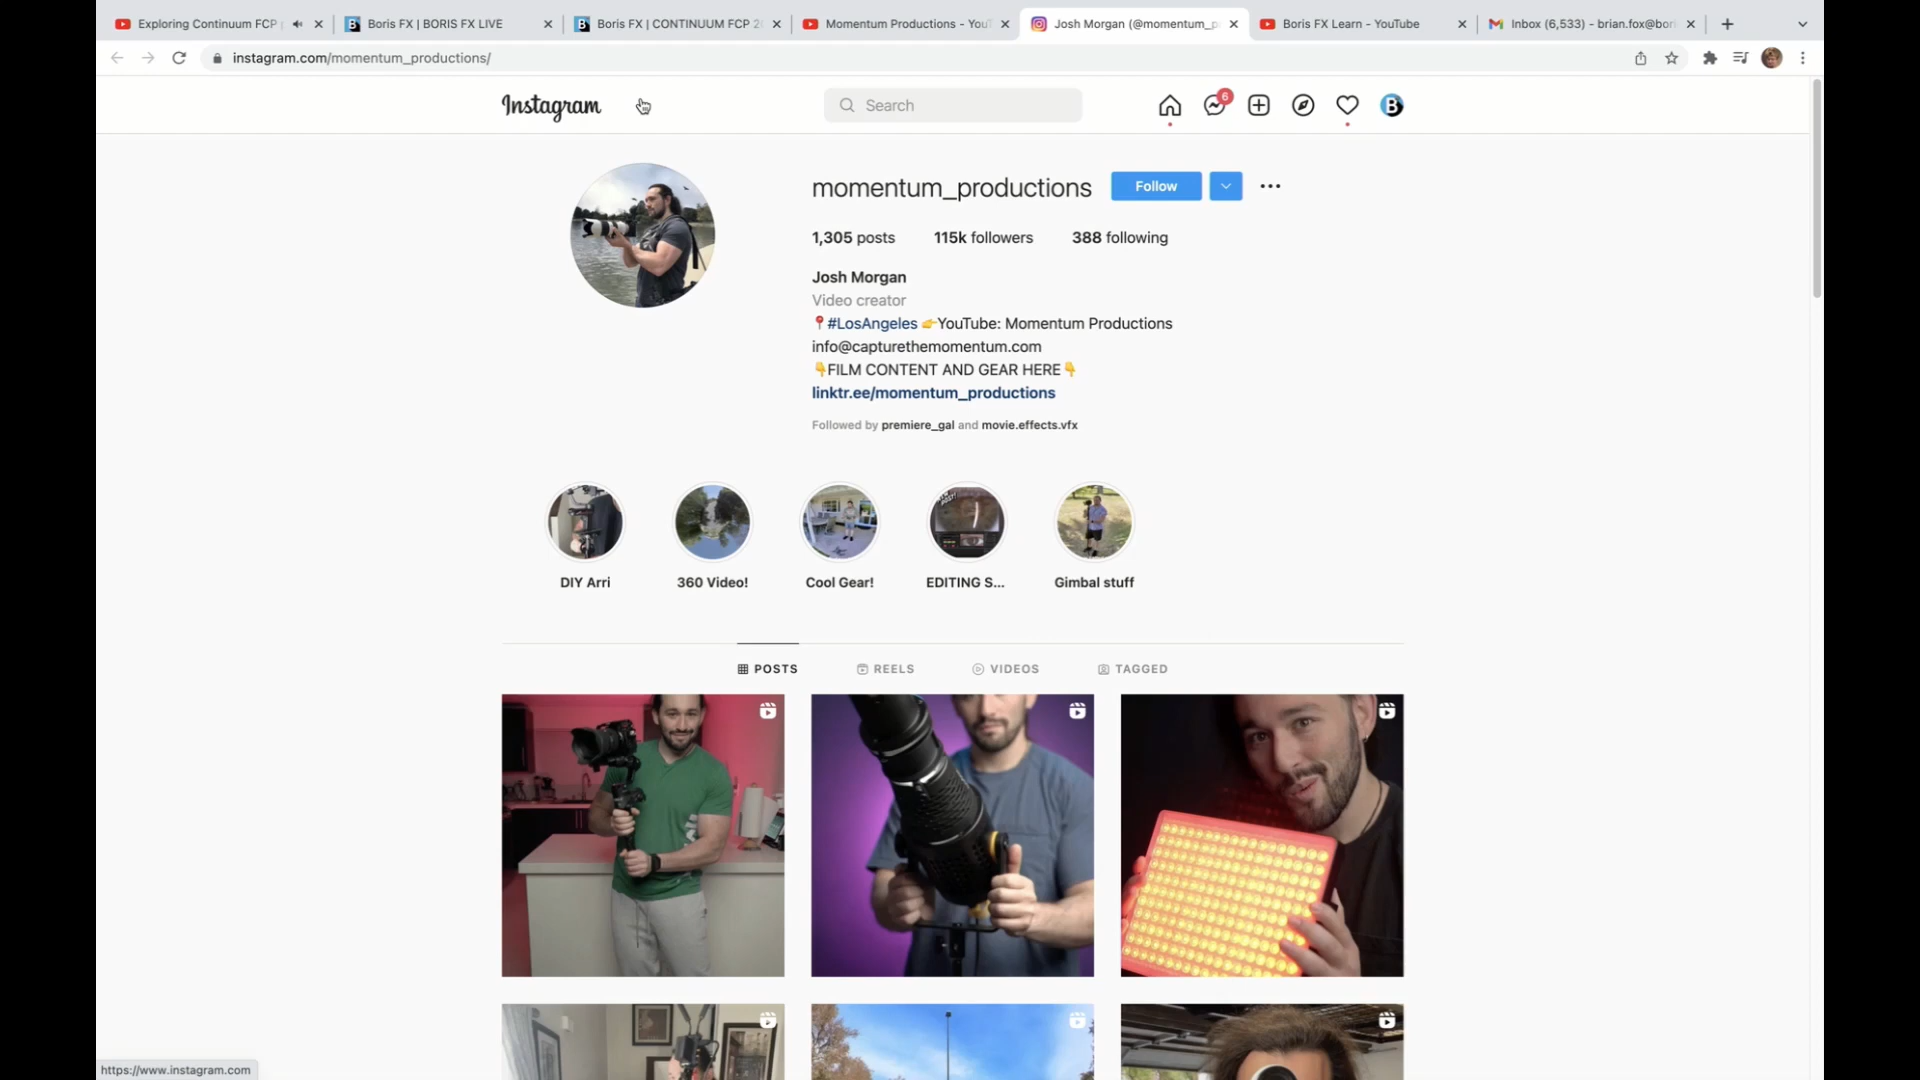 Exploring Continuum FCP
Boris FX | BORIS FX LIVE
Boris FX | CONTINUUM FCP 2
Momentum Productions - You
Josh Morgan (@momentum_p
Boris FX Learn - YouTube
Inbox (6,533) - brian.fox@bor
instagram.com/momentum_productions/
Instagram
Search
6
B
momentum_productions
Follow
1,305 posts
115k followers
388 following
Josh Morgan
Video creator
📍#LosAngeles 👉YouTube: Momentum Productions
info@capturethemomentum.com
👇FILM CONTENT AND GEAR HERE👇
linktr.ee/momentum_productions
Followed by premiere_gal and movie.effects.vfx
DIY Arri
360 Video!
Cool Gear!
EDITING S...
Gimbal stuff
POSTS
REELS
VIDEOS
TAGGED
https://www.instagram.com